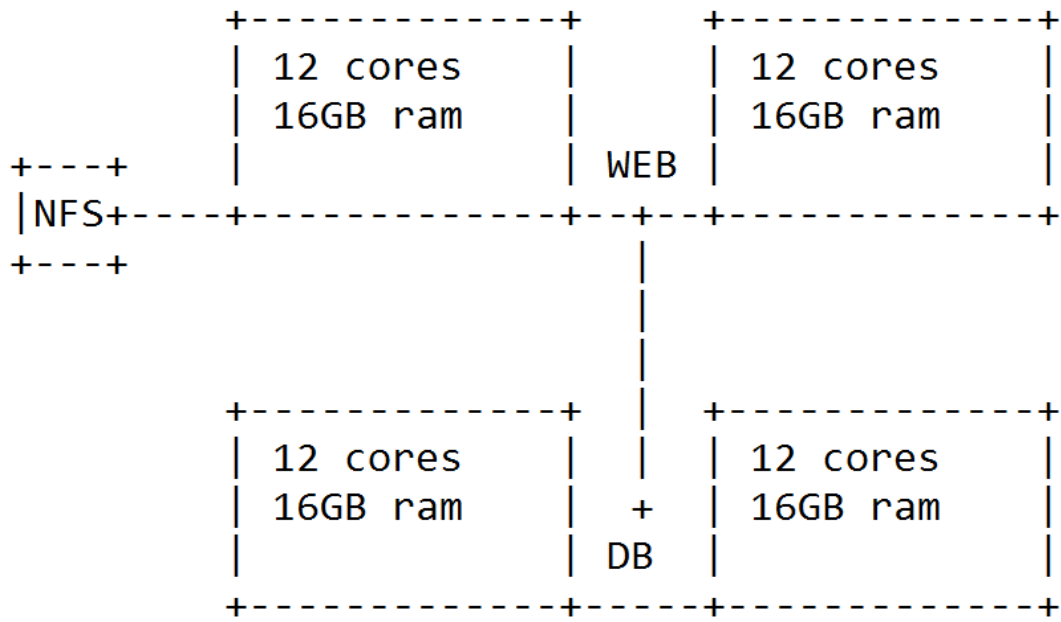 +-------------+     +-------------+
| 12 cores    |     | 12 cores    |
| 16GB ram    |     | 16GB ram    |
+---+    |             | WEB |             |
|NFS+----+-------------+--+--+-------------+
+---+                     |
|
|
+-------------+  |  +-------------+
| 12 cores    |  |  | 12 cores    |
| 16GB ram    |  +  | 16GB ram    |
|             | DB  |             |
+-------------+-----+-------------+